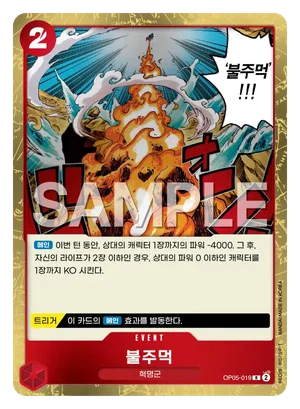 2
'불주먹'
!!!
SAMPLE
메인 이번 턴 동안, 상대의 캐릭터 1장까지의 파워 -4000. 그 후,
자신의 라이프가 2장 이하인 경우, 상대의 파워 0 이하인 캐릭터를
1장까지 KO 시킨다.
트리거 이 카드의 메인 효과를 발동한다.
EVENT
불주먹
혁명군
OP05-019 R 2